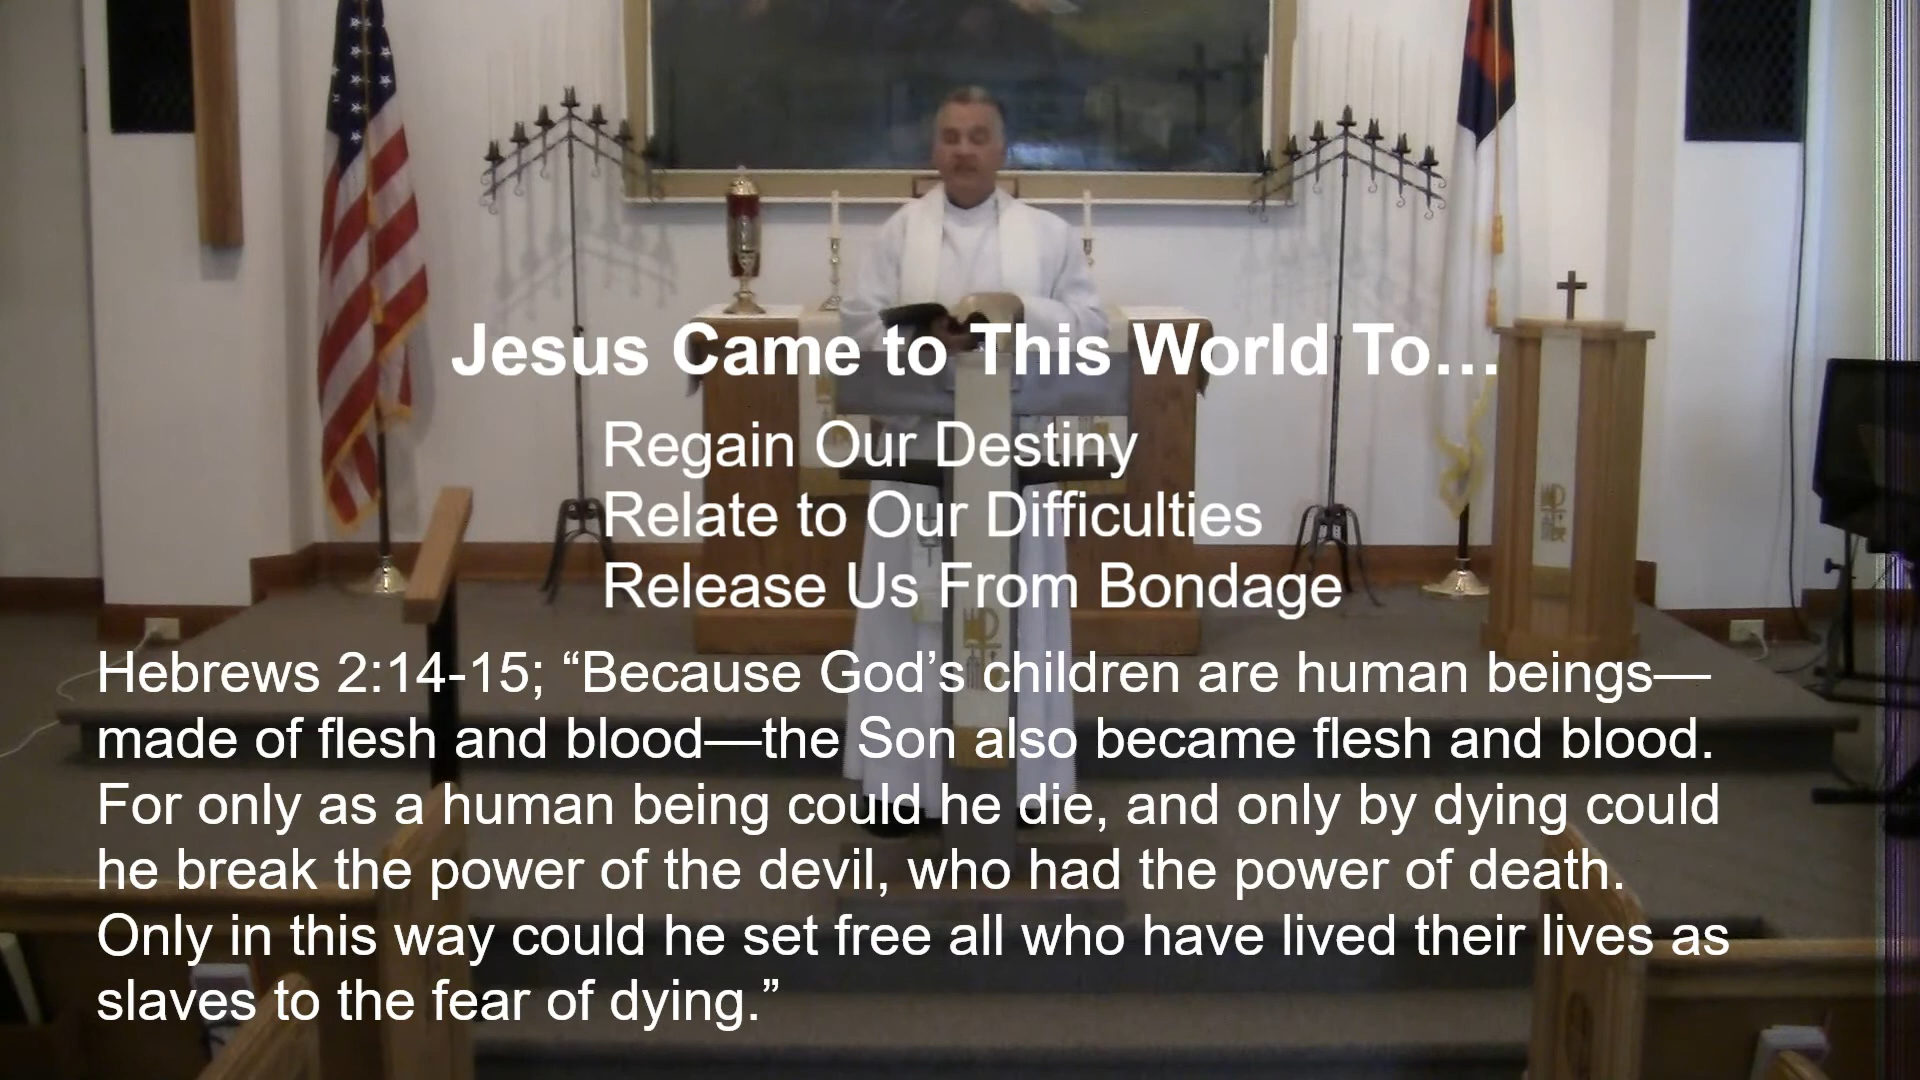 Jesus Came to This World To…
Regain Our Destiny
Relate to Our Difficulties
Release Us From Bondage
Hebrews 2:14-15; “Because God’s children are human beings—
made of flesh and blood—the Son also became flesh and blood.
For only as a human being could he die, and only by dying could
he break the power of the devil, who had the power of death.
Only in this way could he set free all who have lived their lives as
slaves to the fear of dying.”